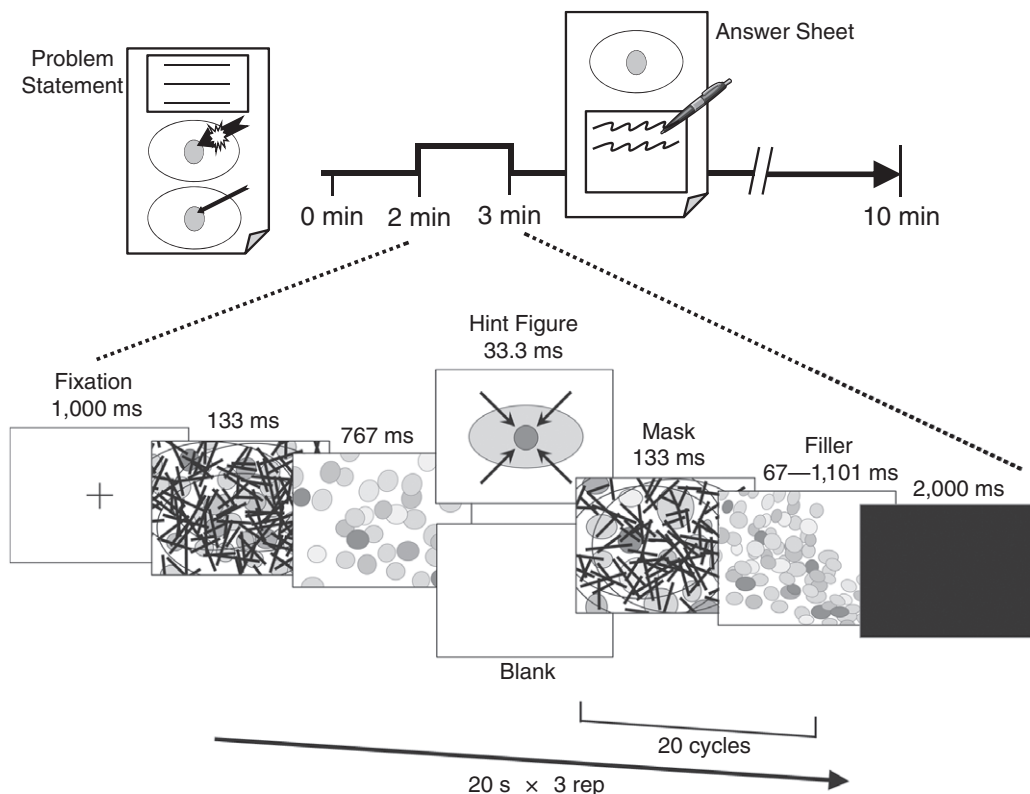 Problem
Statement
Answer Sheet
0 min
2 min
3 min
10 min
Hint Figure
33.3 ms
Fixation
1,000 ms
133 ms
767 ms
Mask
133 ms
Filler
67—1,101 ms
2,000 ms
Blank
20 cycles
20 s × 3 rep